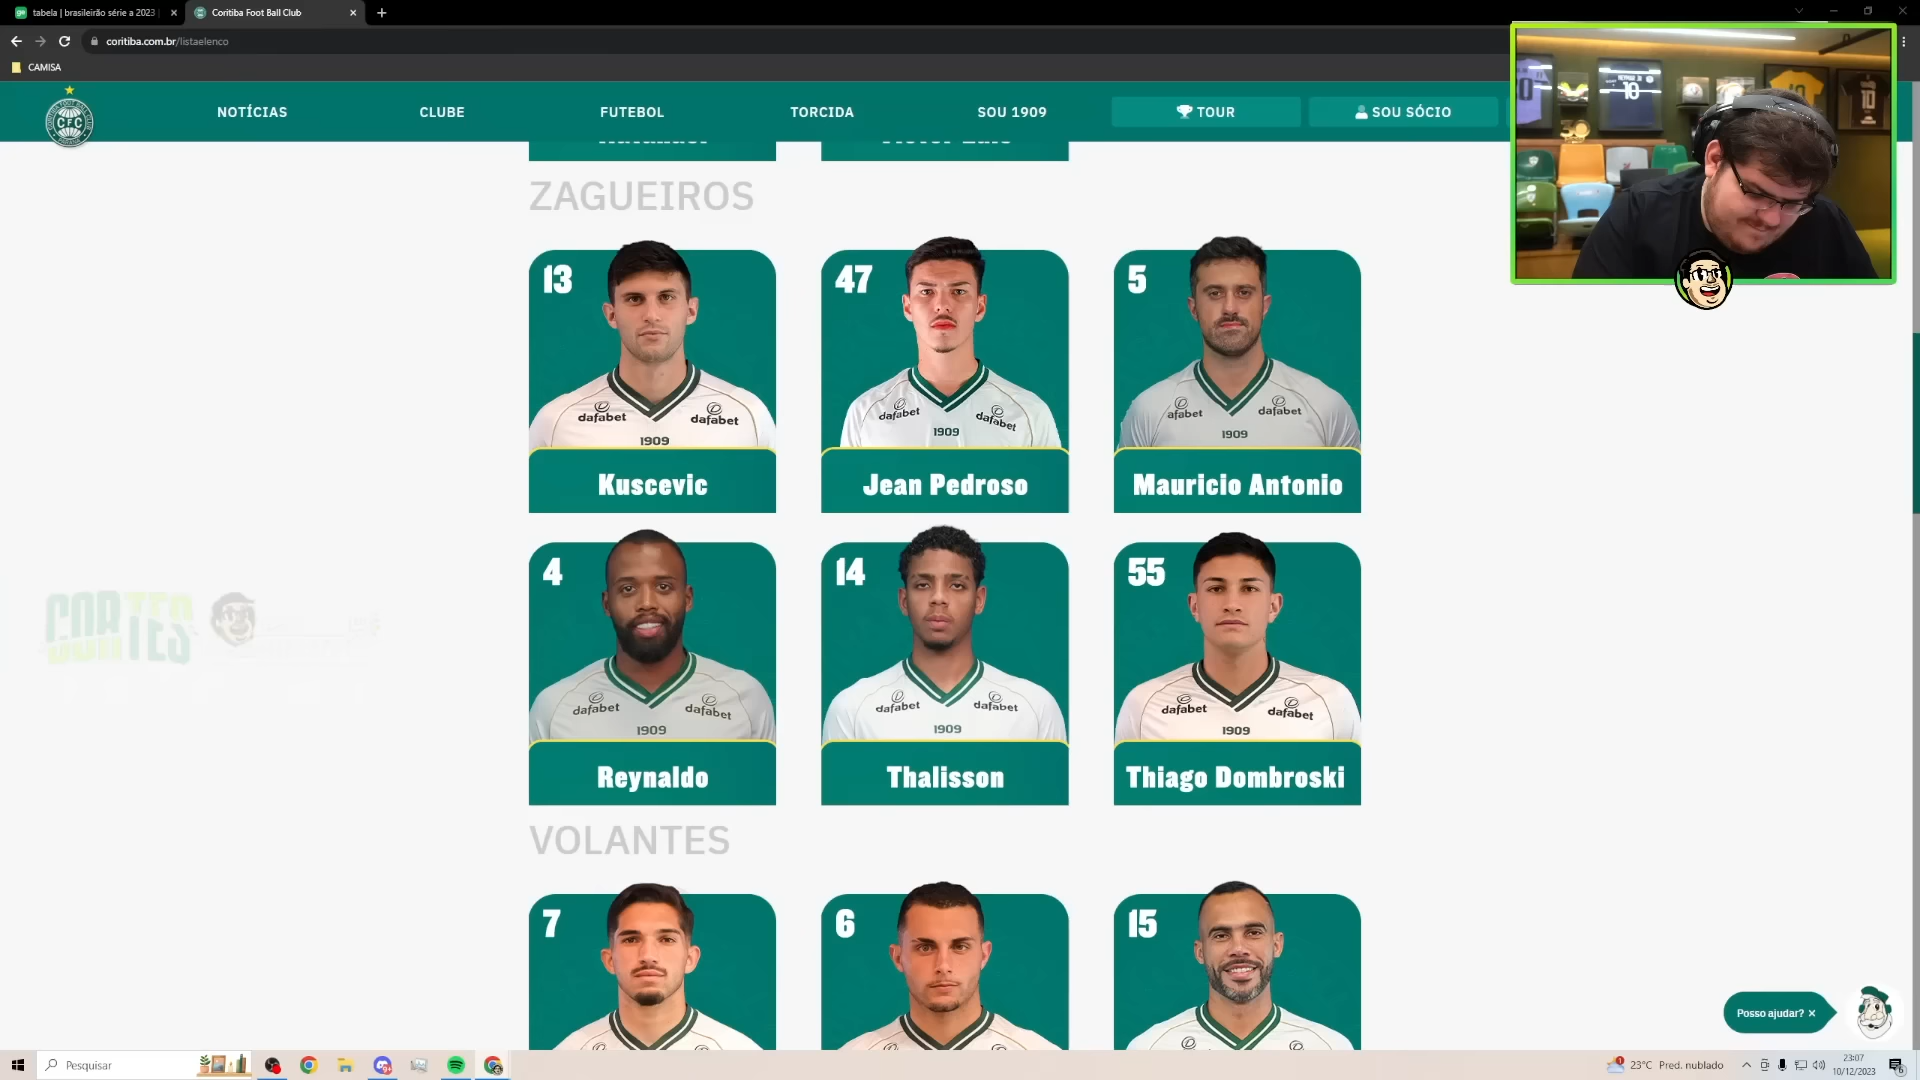 tabela | brasileirão série a 2023
Coritiba Foot Ball Club
coritiba.com.br/listaelenco
CAMISA
NOTÍCIAS
CLUBE
FUTEBOL
TORCIDA
SOU 1909
TOUR
SOU SÓCIO
ZAGUEIROS
13
47
5
dafabet dafabet
dafabet dafabet
afabet dafabet
1909
1909
1909
Kuscevic
Jean Pedroso
Mauricio Antonio
4
14
55
dafabet dafabet
dafabet dafabet
dafabet dafabet
1909
1909
1909
Reynaldo
Thalisson
Thiago Dombroski
CORTES
VOLANTES
7
6
15
Posso ajudar? ×
Pesquisar
23°C Pred. nublado
23:07
10/12/2023